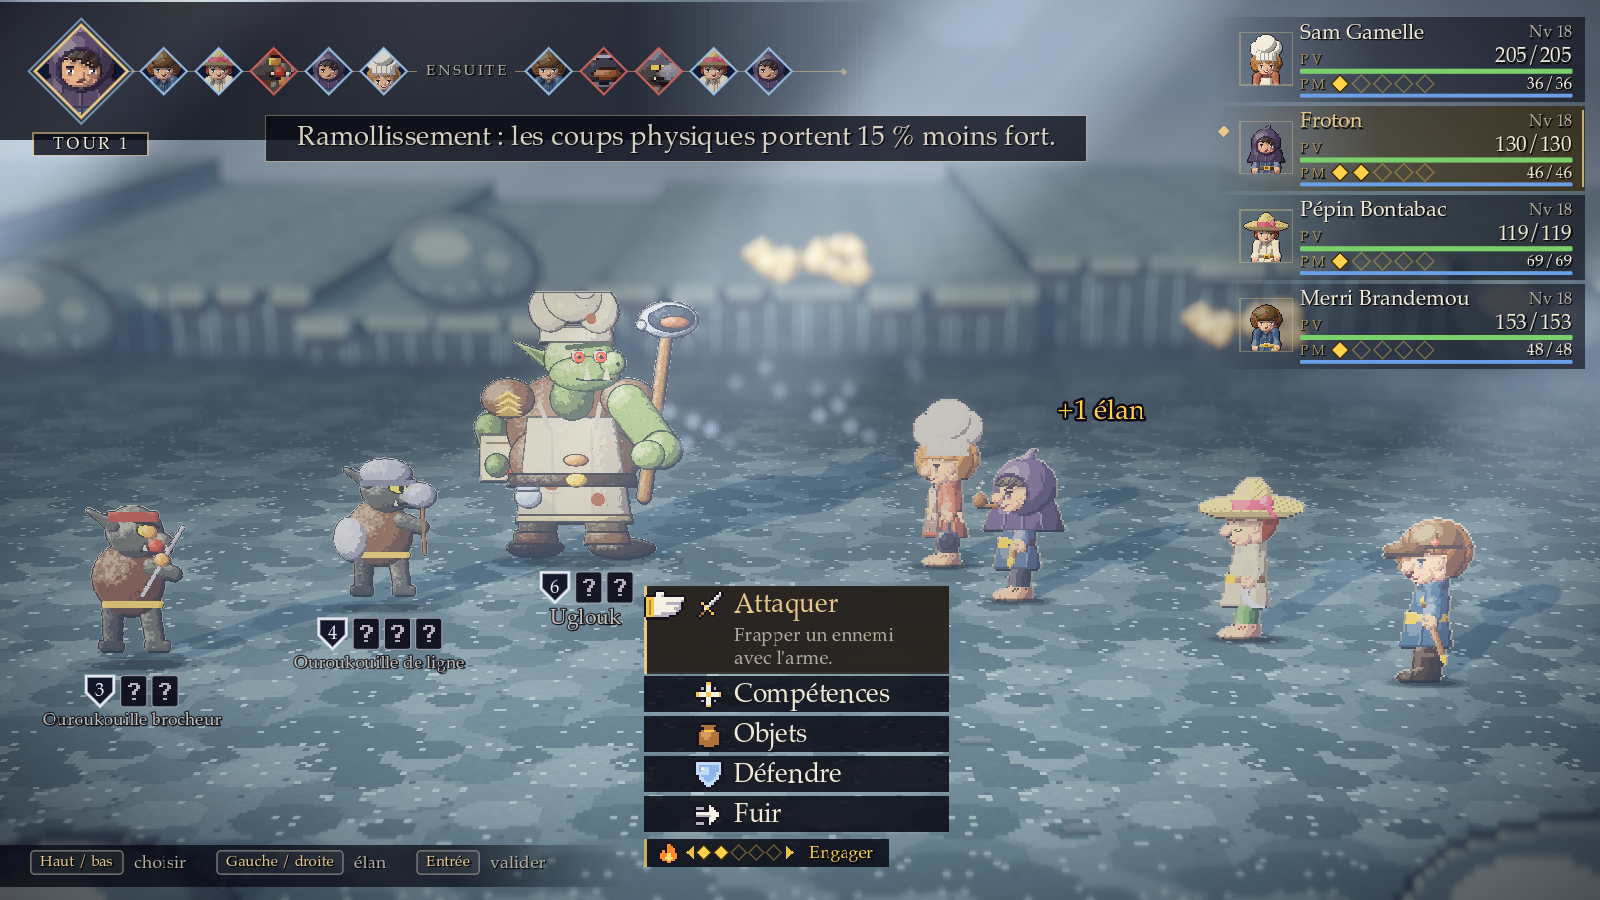 ENSUITE
TOUR 1
Ramollissement : les coups physiques portent 15 % moins fort.
Sam Gamelle Nv 18
PV 205/205
PM 36/36
Froton Nv 18
PV 130/130
PM 46/46
Pépin Bontabac Nv 18
PV 119/119
PM 69/69
Merri Brandemou Nv 18
PV 153/153
PM 48/48
+1 élan
6 ? ?
Uglouk
4 ? ? ?
Ouroukouille de ligne
3 ? ?
Ouroukouille brocheur
Attaquer
Frapper un ennemi
avec l'arme.
Compétences
Objets
Défendre
Fuir
Engager
Haut / bas choisir Gauche / droite élan Entrée valider